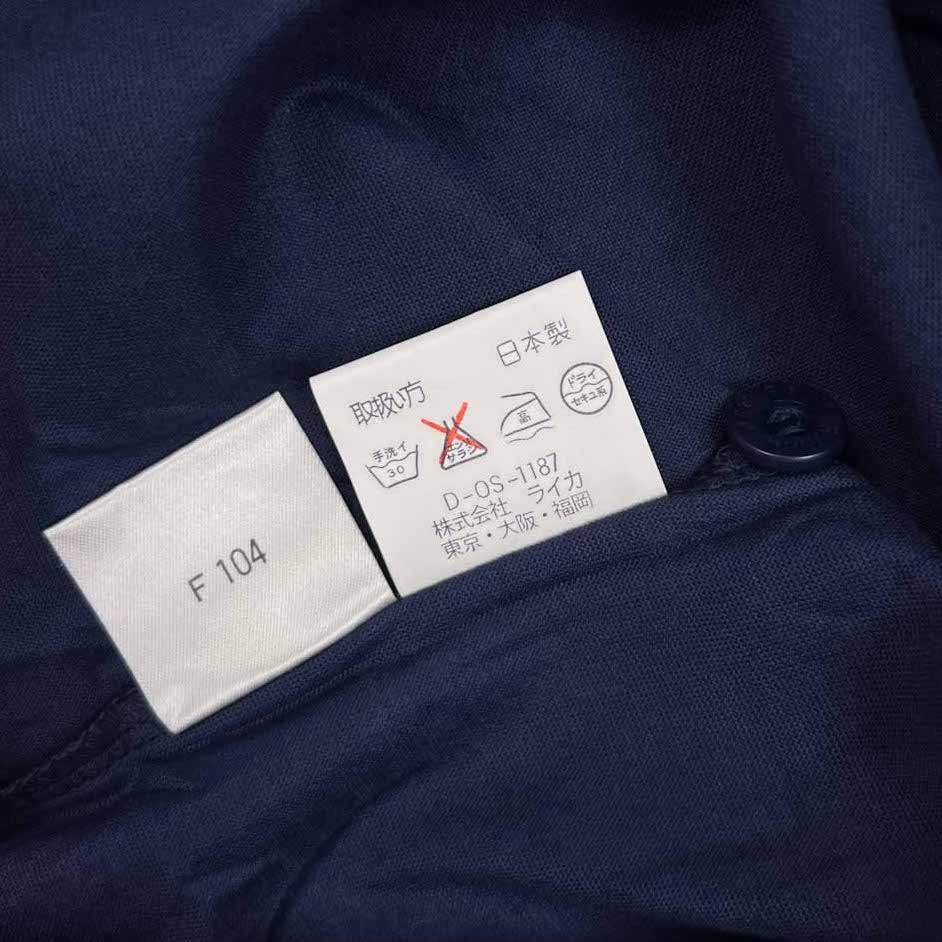 日本製
取扱い方
手洗イ
30
エンソ
サラシ
高
ドライ
セキユ系
D-OS-1187
株式会社 ライカ
東京・大阪・福岡
F 104